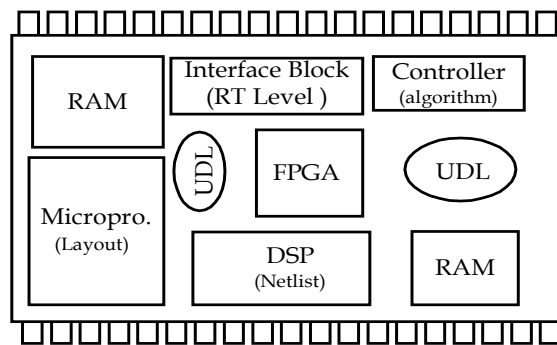 RAM
Interface Block
(RT Level )
Controller
(algorithm)
UDL
FPGA
UDL
Micropro.
(Layout)
DSP
(Netlist)
RAM